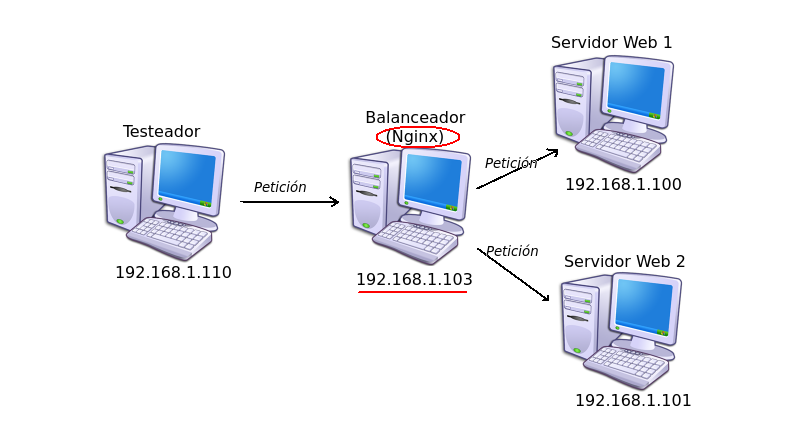 Testeador
192.168.1.110
Petición
Balanceador
(Nginx)
192.168.1.103
Petición
Servidor Web 1
192.168.1.100
Petición
Servidor Web 2
192.168.1.101